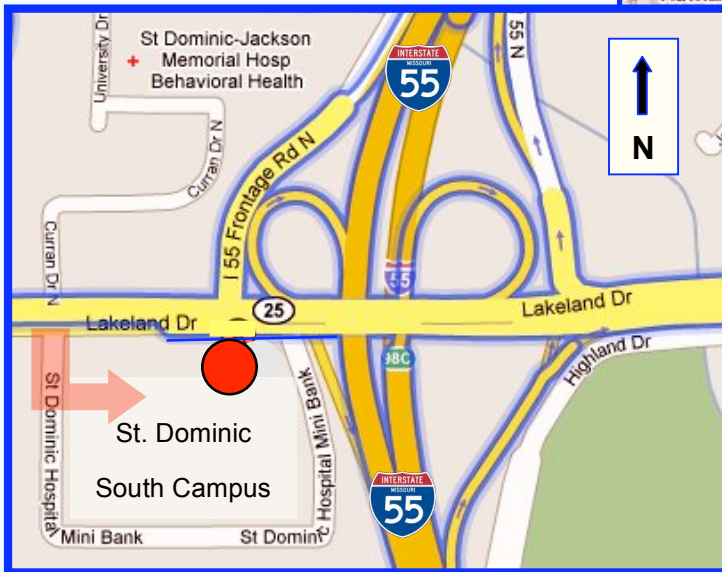 University Dr
St Dominic-Jackson
Memorial Hosp
Behavioral Health
INTERSTATE
MISSOURI
55
55 N
N
Curran Dr N
Curran Dr N
I 55 Frontage Rd N
55
25
Lakeland Dr
Lakeland Dr
98C
Highland Dr
St Dominic Hospital
St. Dominic
South Campus
c Hospital Mini Bank
INTERSTATE
MISSOURI
55
Mini Bank
St Domin